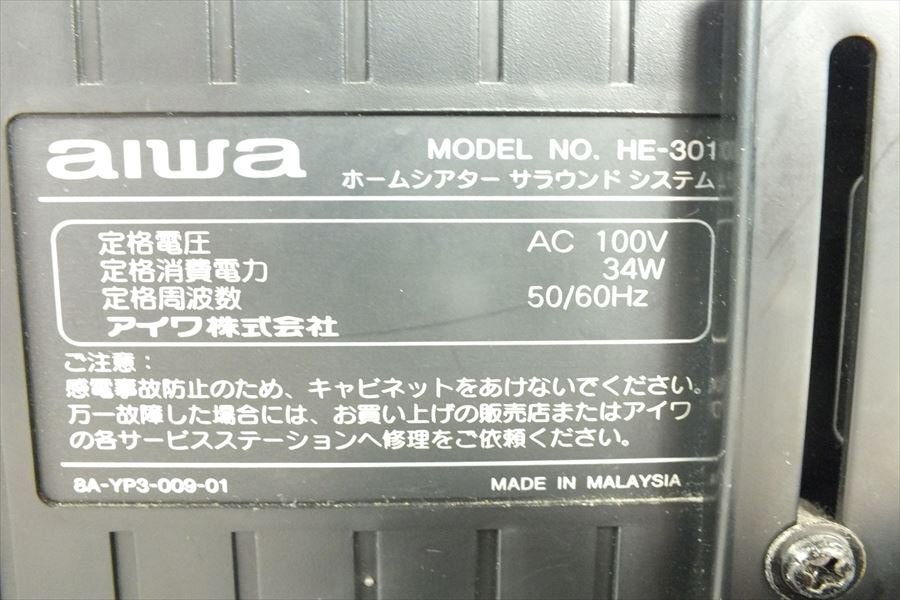 aiwa
MODEL NO. HE-3010
ホームシアター サラウンド システム
定格電圧 AC 100V
定格消費電力 34W
定格周波数 50/60Hz
アイワ株式会社
ご注意：
感電事故防止のため、キャビネットをあけないでください。
万一故障した場合には、お買い上げの販売店またはアイワ
の各サービスステーションへ修理をご依頼ください。
8A-YP3-009-01 MADE IN MALAYSIA